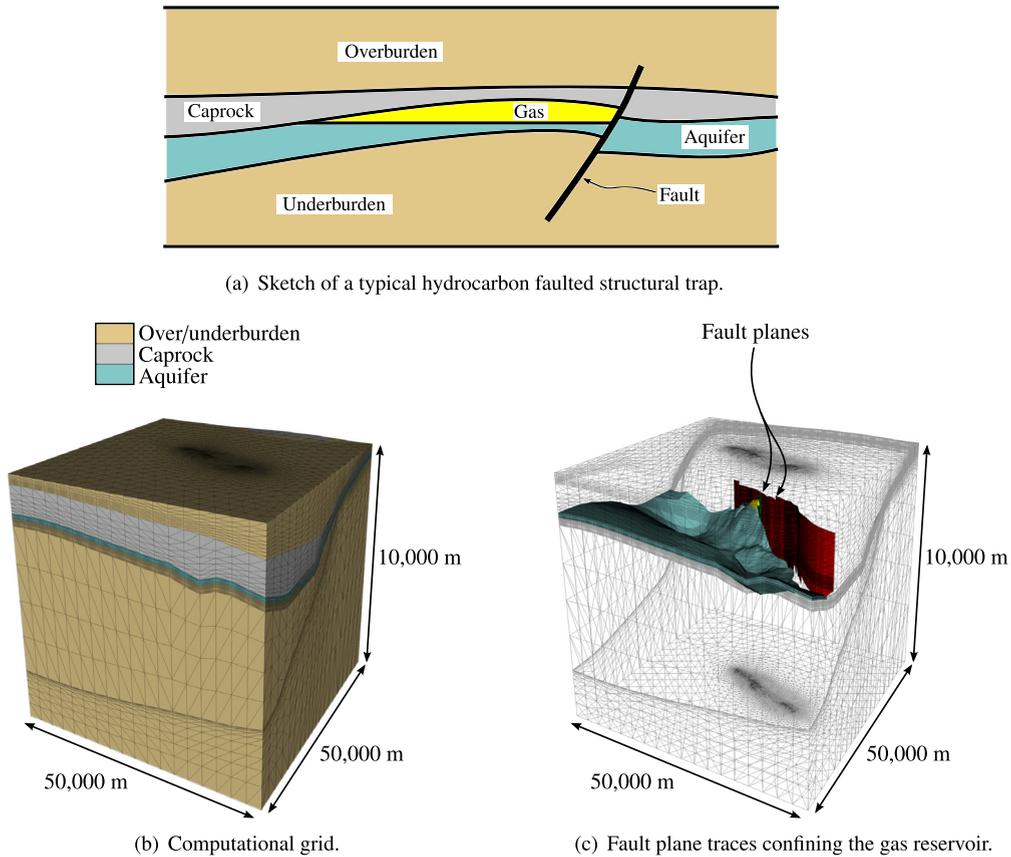 Overburden
Caprock
Gas
Aquifer
Underburden
Fault
(a) Sketch of a typical hydrocarbon faulted structural trap.
Over/underburden
Caprock
Aquifer
Fault planes
10,000 m
10,000 m
50,000 m
50,000 m
50,000 m
50,000 m
(b) Computational grid.
(c) Fault plane traces confining the gas reservoir.